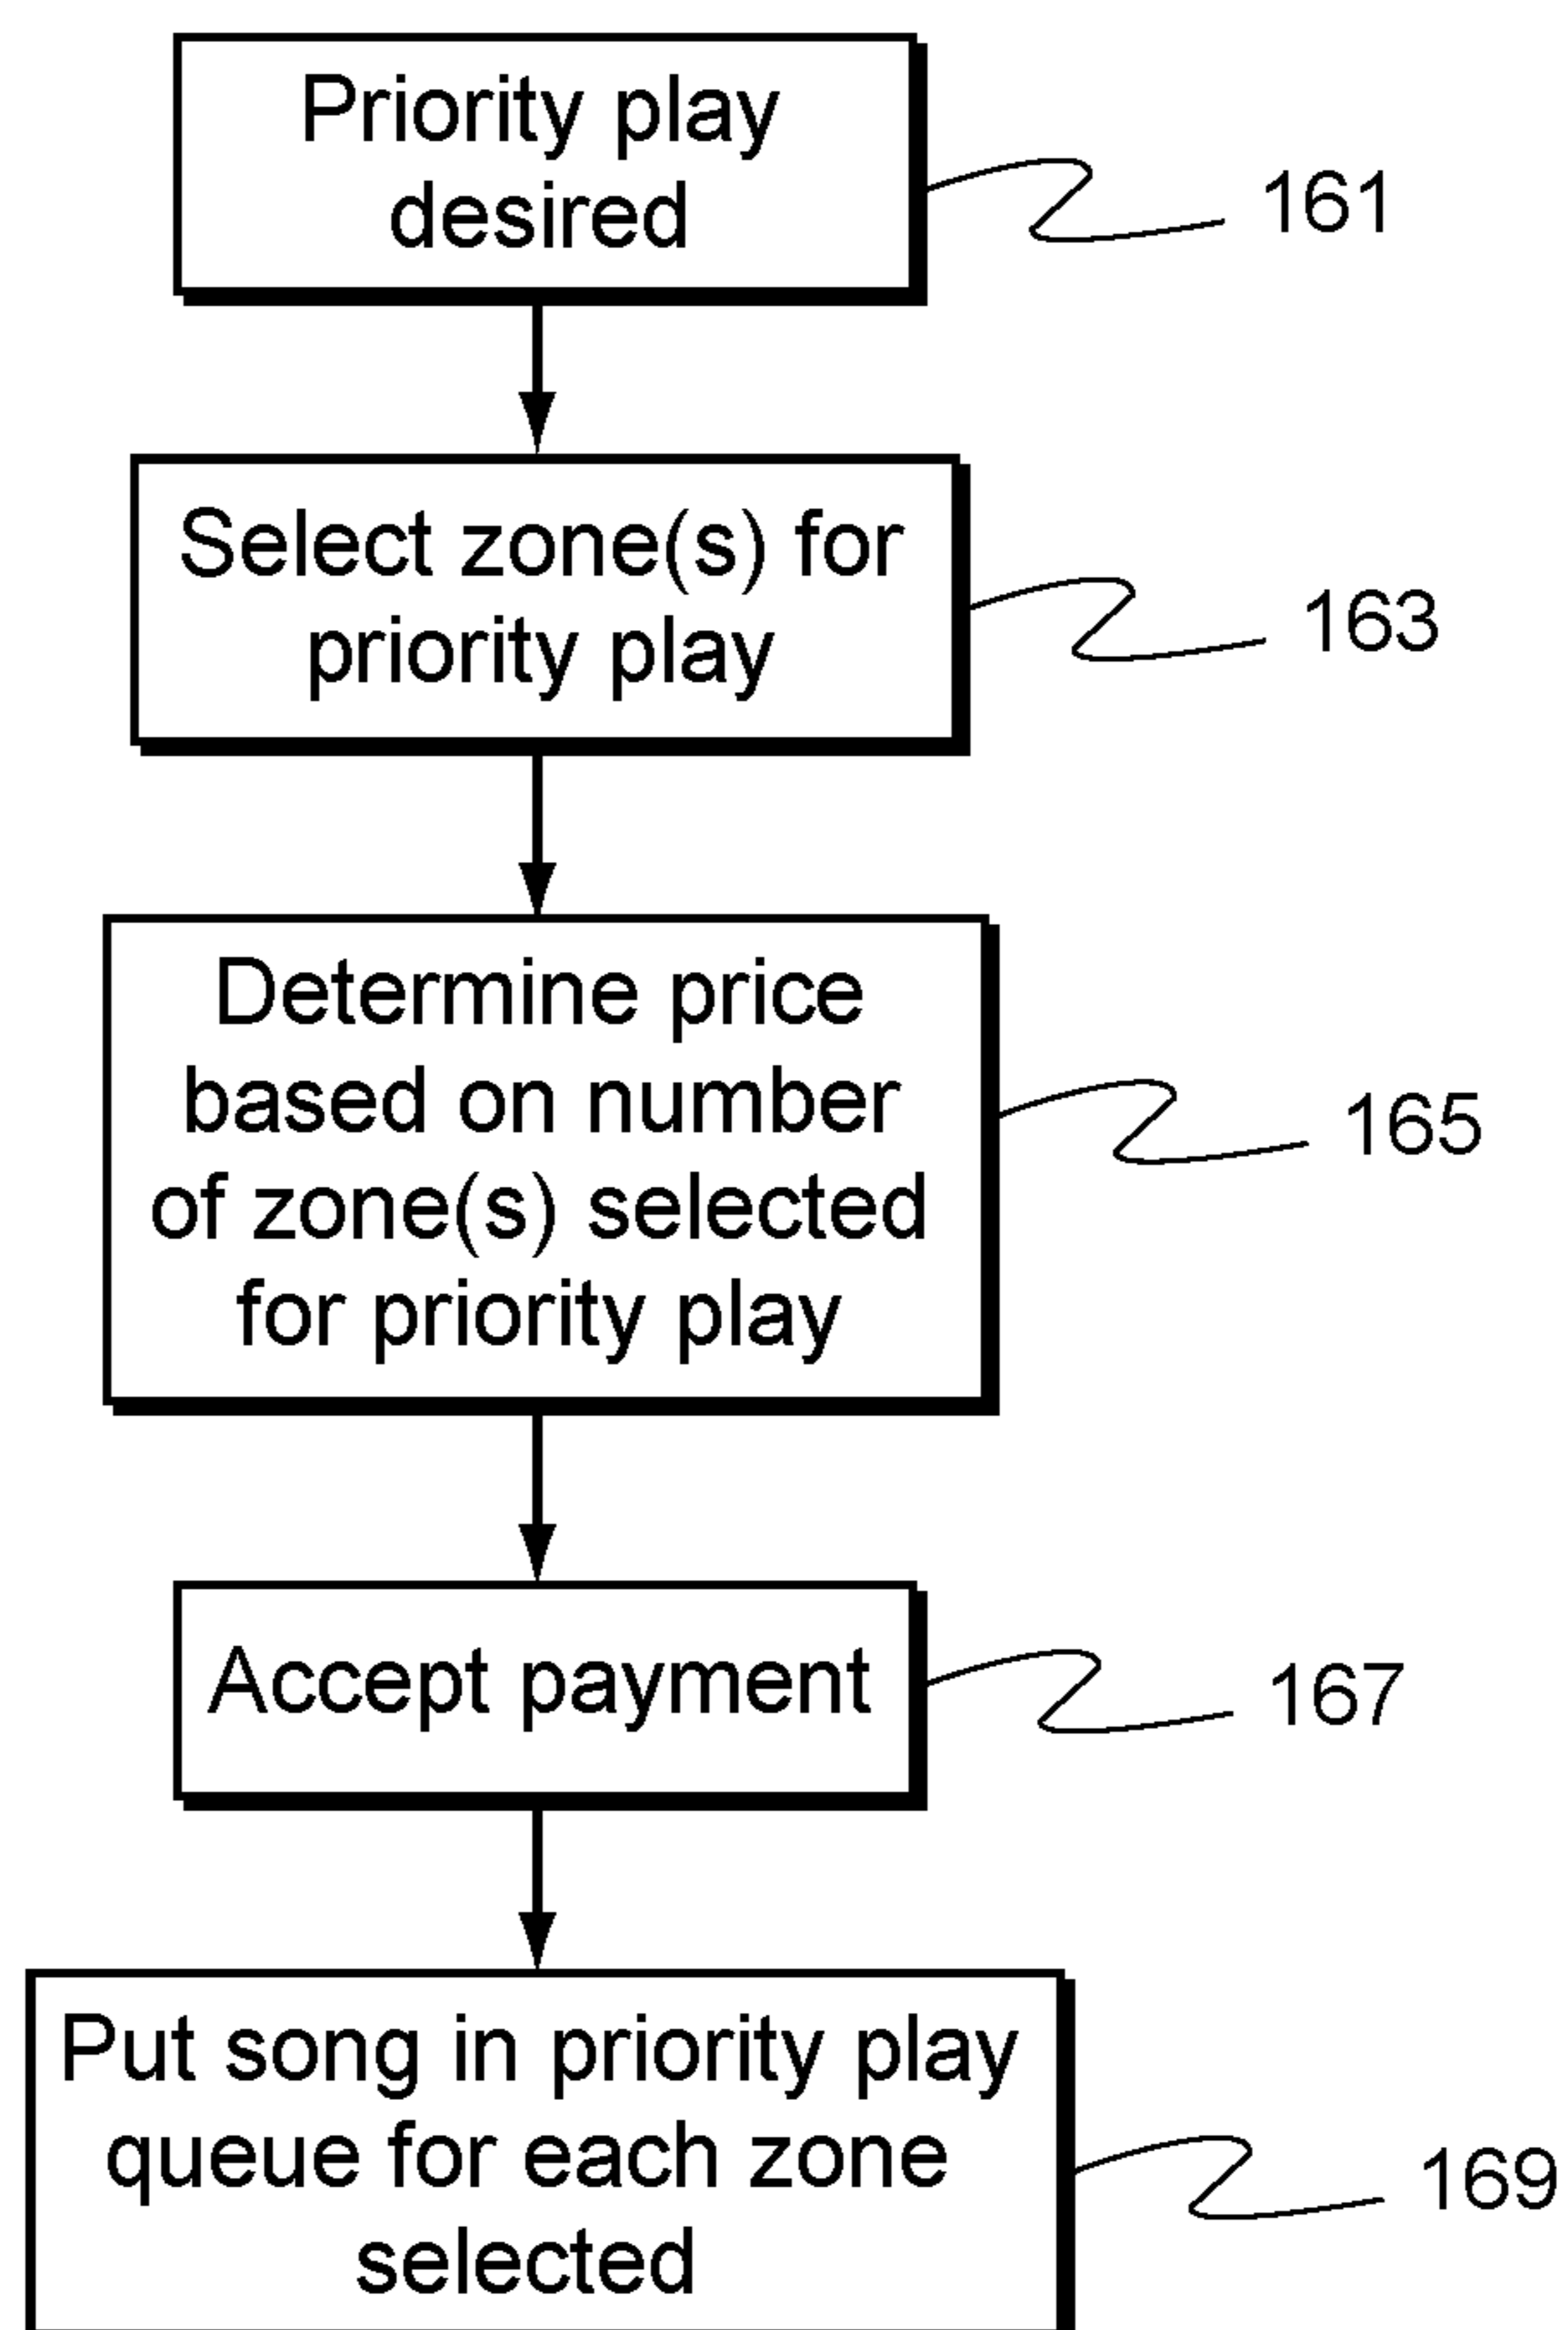 Priority play
desired
161
Select zone(s) for
priority play
163
Determine price
based on number
of zone(s) selected
for priority play
165
Accept payment
167
Put song in priority play
queue for each zone
selected
169